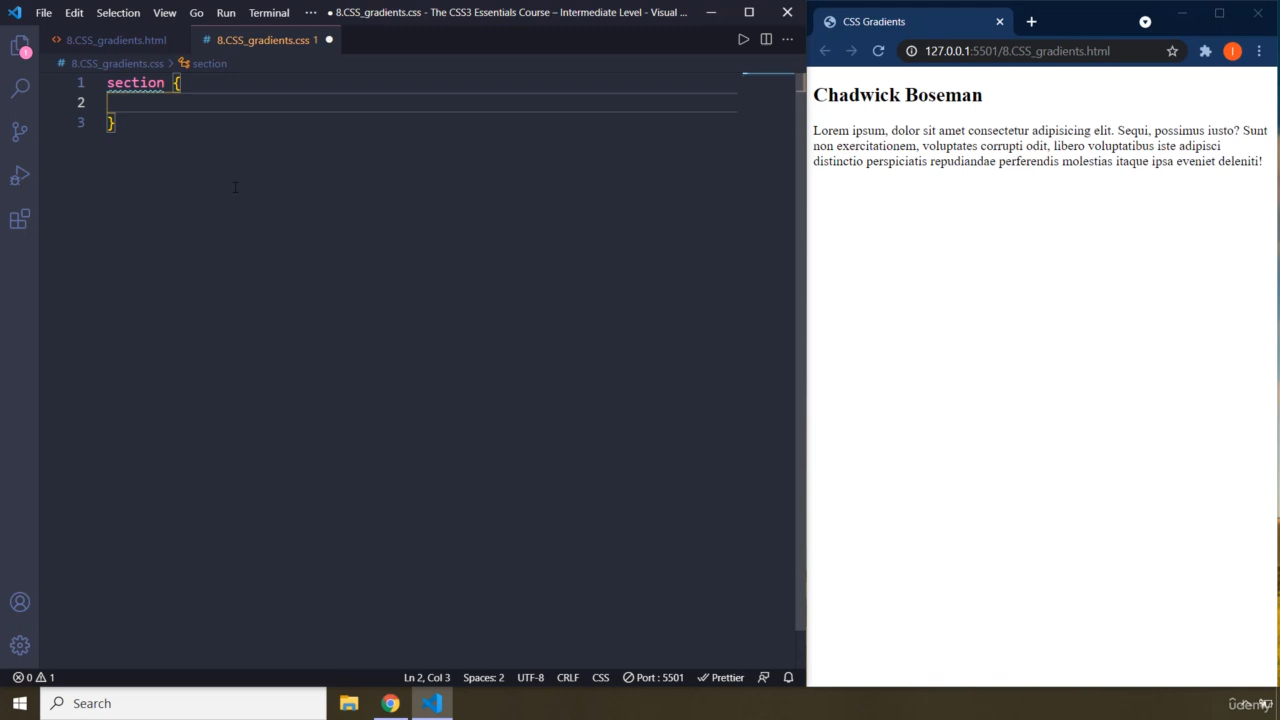 File Edit Selection View Go Run Terminal ··· ● 8.CSS_gradients.css - The CSS3 Esentials Course – Intermediate Level - Visual ...
CSS Gradients
8.CSS_gradients.html
# 8.CSS_gradients.css 1 ●
127.0.0.1:5501/8.CSS_gradients.html
# 8.CSS_gradients.css > section
1 section {
2
3 }
Chadwick Boseman
Lorem ipsum, dolor sit amet consectetur adipisicing elit. Sequi, possimus iusto? Sunt
non exercitationem, voluptates corrupti odit, libero voluptatibus iste adipisci
distinctio perspiciatis repudiandae perferendis molestias itaque ipsa eveniet deleniti!
1
I
0 1 Ln 2, Col 3 Spaces: 2 UTF-8 CRLF CSS Port : 5501 Prettier
Search
udemy